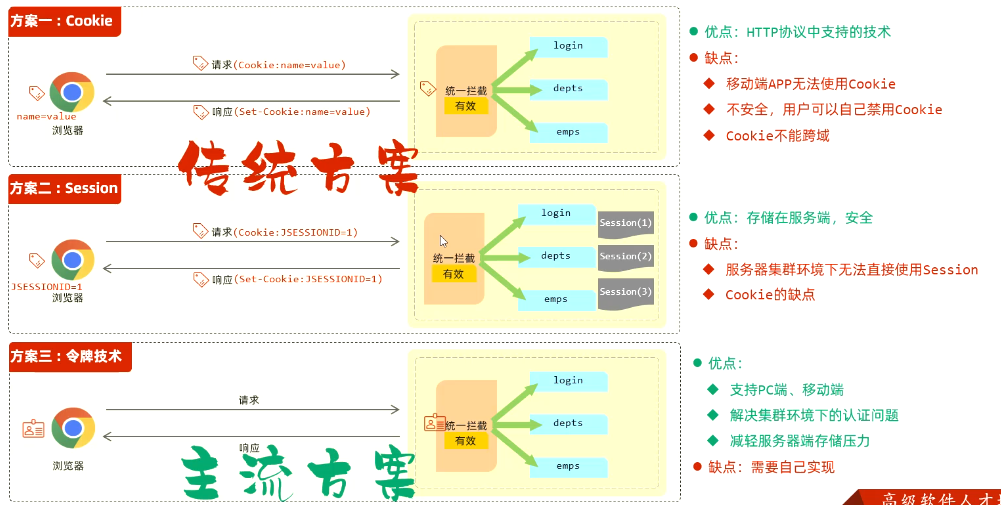 方案一：Cookie
请求(Cookie:name=value)
响应(Set-Cookie:name=value)
name=value
浏览器
统一拦截
有效
login
depts
emps
优点：HTTP协议中支持的技术
缺点：
移动端APP无法使用Cookie
不安全，用户可以自己禁用Cookie
Cookie不能跨域
传统方案
方案二：Session
请求(Cookie:JSESSIONID=1)
响应(Set-Cookie:JSESSIONID=1)
JSESSIONID=1
浏览器
统一拦截
有效
login
depts
emps
Session(1)
Session(2)
Session(3)
优点：存储在服务端，安全
缺点：
服务器集群环境下无法直接使用Session
Cookie的缺点
方案三：令牌技术
请求
响应
浏览器
统一拦截
有效
login
depts
emps
主流方案
优点：
支持PC端、移动端
解决集群环境下的认证问题
减轻服务器端存储压力
缺点：需要自己实现
高级软件人才